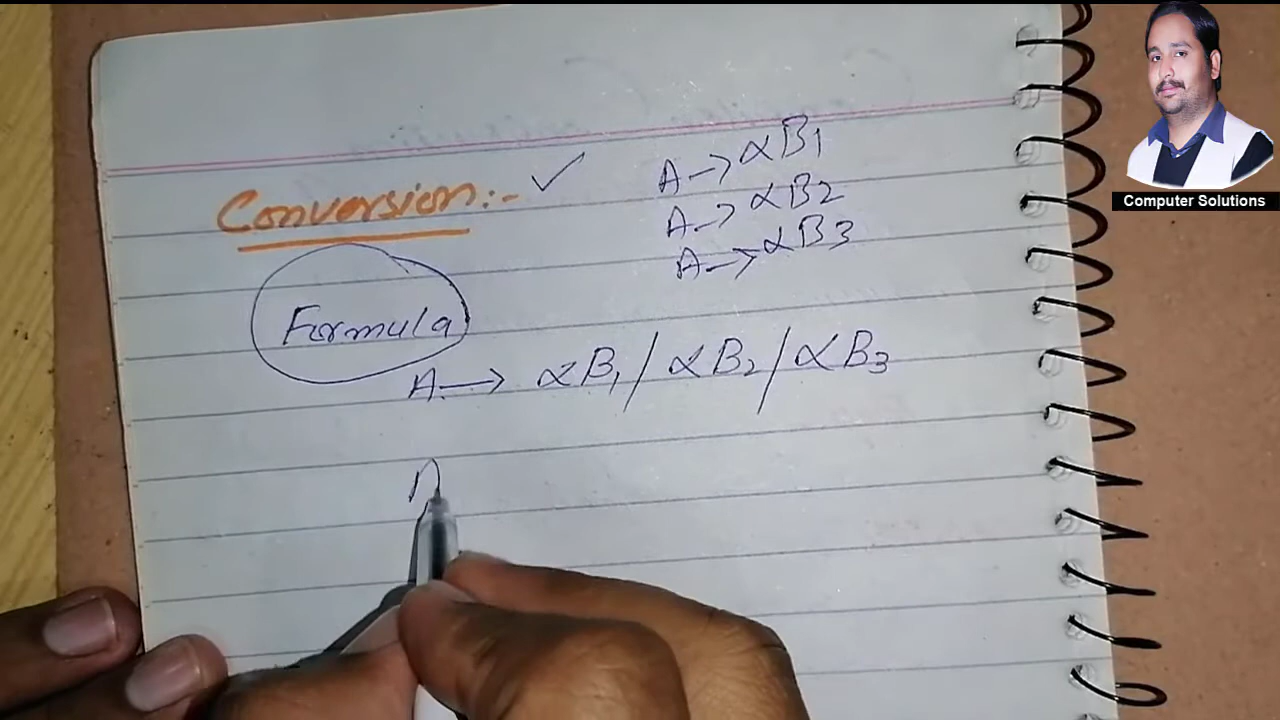 Conversion:- ✓
A → αB1
A → αB2
A → αB3
Formula
A → αB1 / αB2 / αB3
Computer Solutions